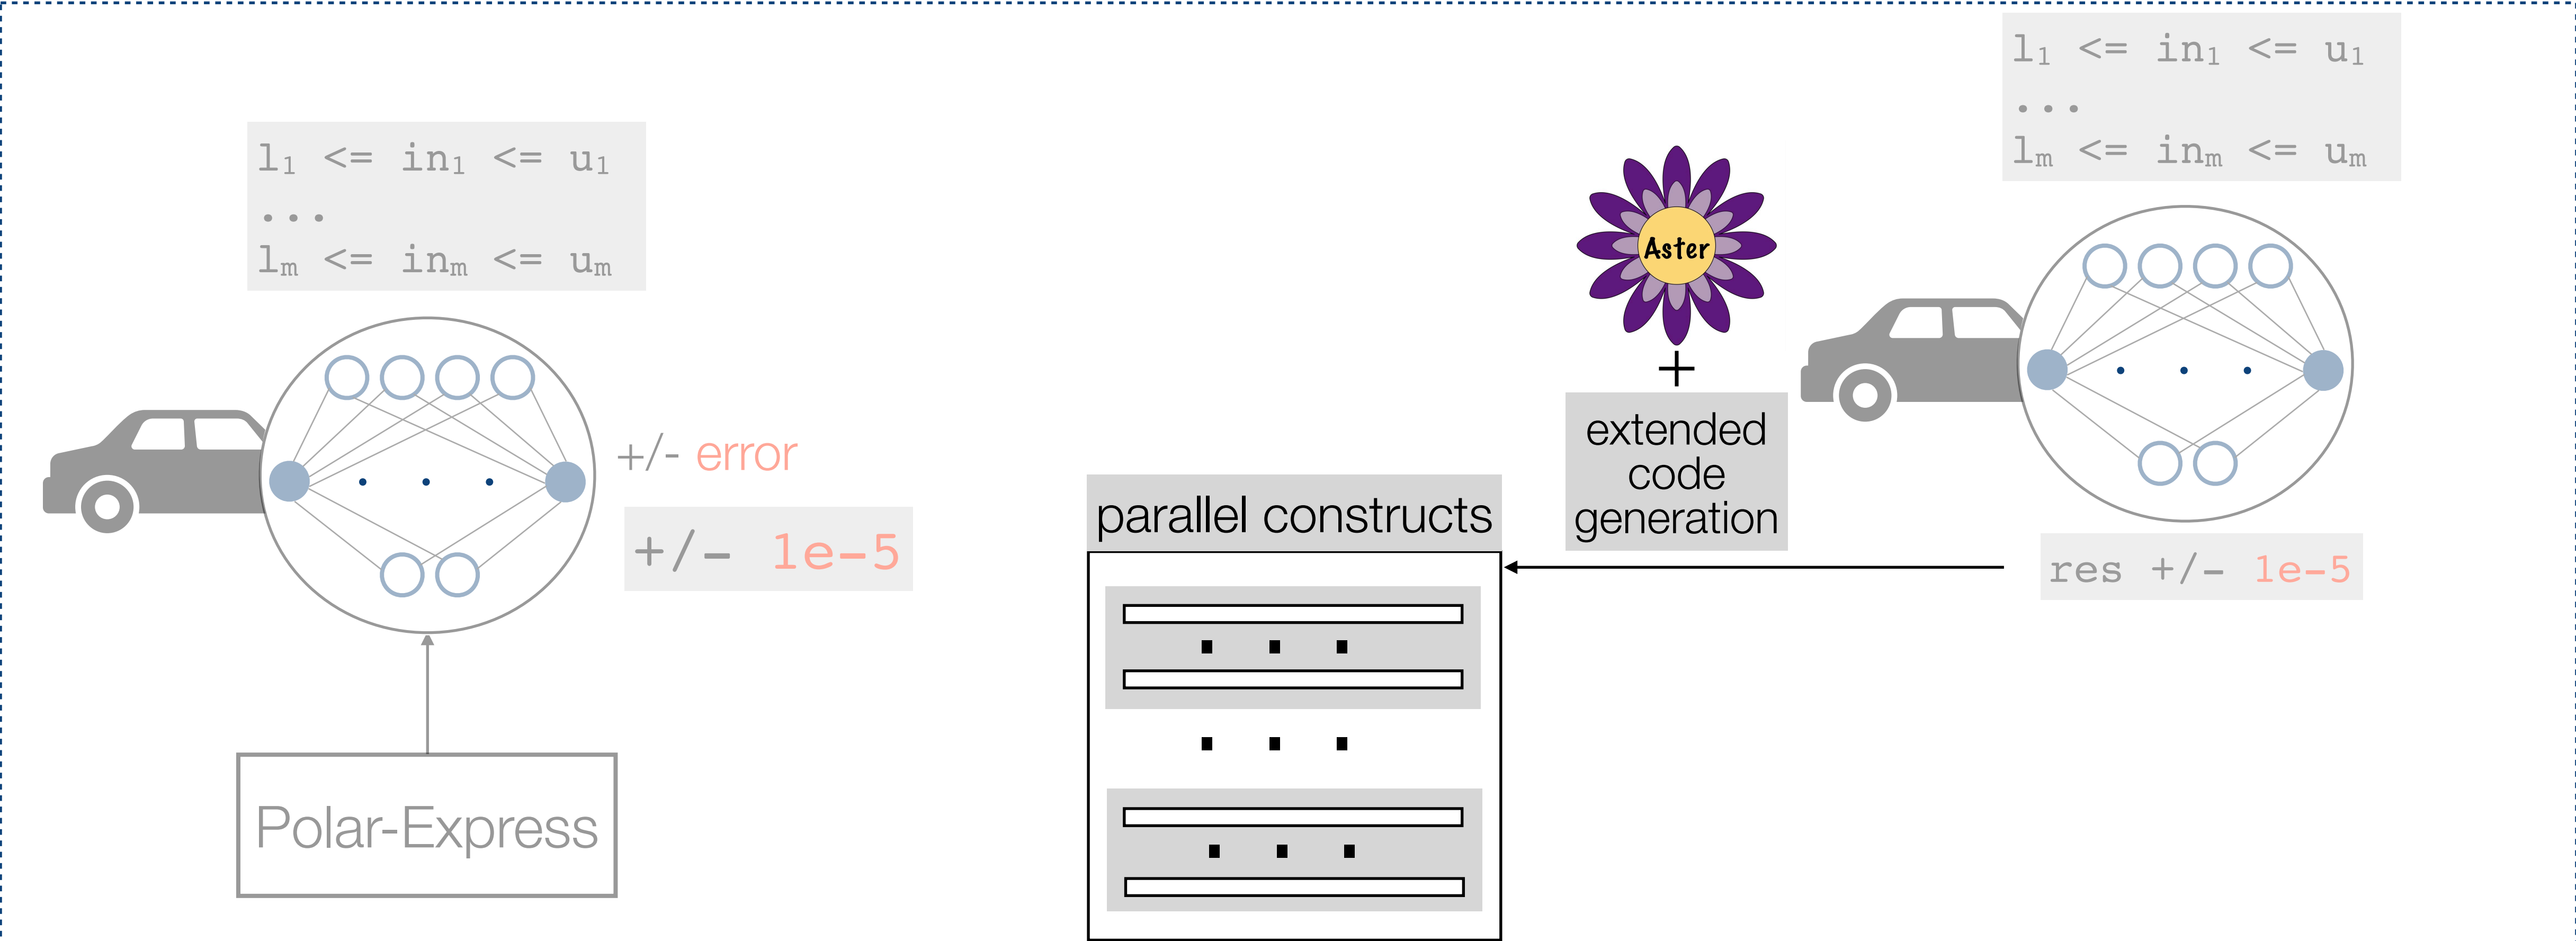 l₁ <= in₁ <= u₁
...
lₘ <= inₘ <= uₘ
+/- error
+/- 1e-5
Polar-Express
parallel constructs
Aster
+
extended
code
generation
l₁ <= in₁ <= u₁
...
lₘ <= inₘ <= uₘ
res +/- 1e-5